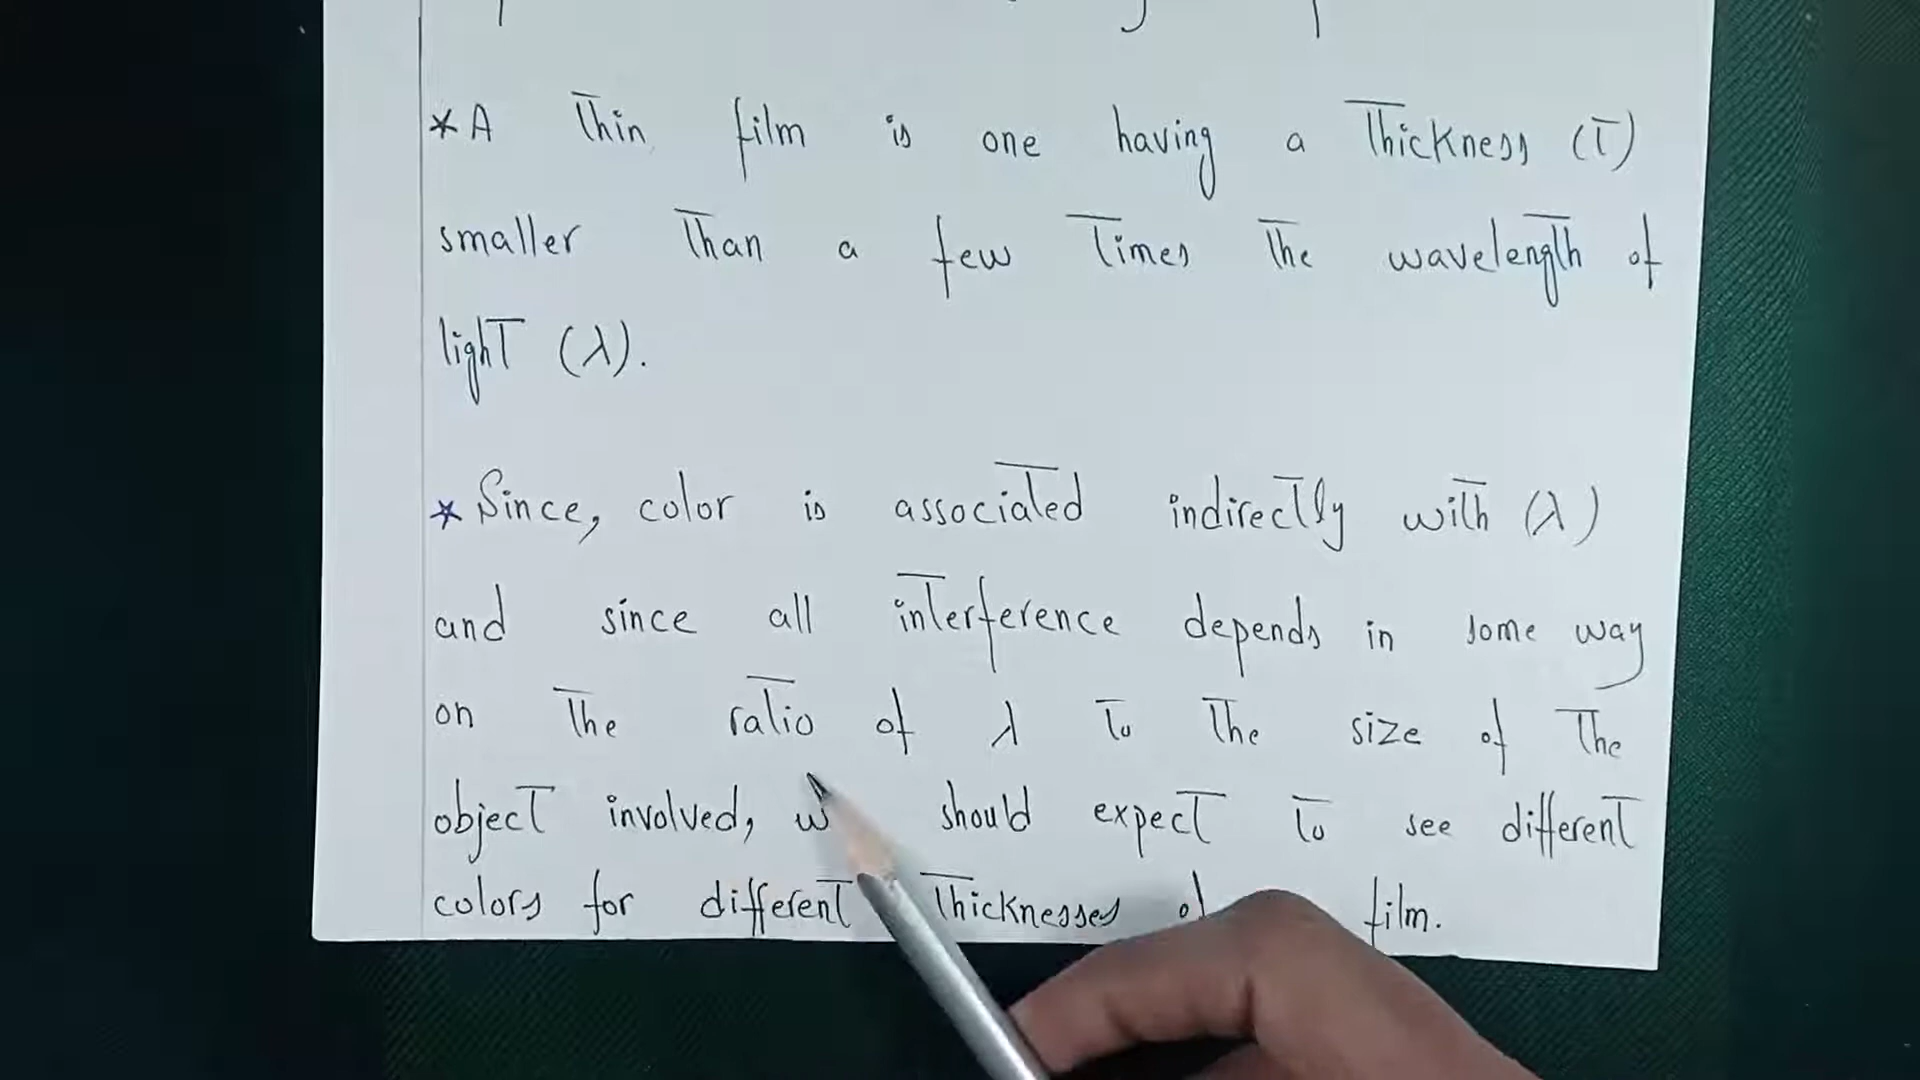 *A thin film is one having a thickness (T)
smaller than a few times the wavelength of
light (λ).
*Since, color is associated indirectly with (λ)
and since all interference depends in some way
on the ratio of λ to the size of the
object involved, should expect to see different
colors for different thicknesses film.